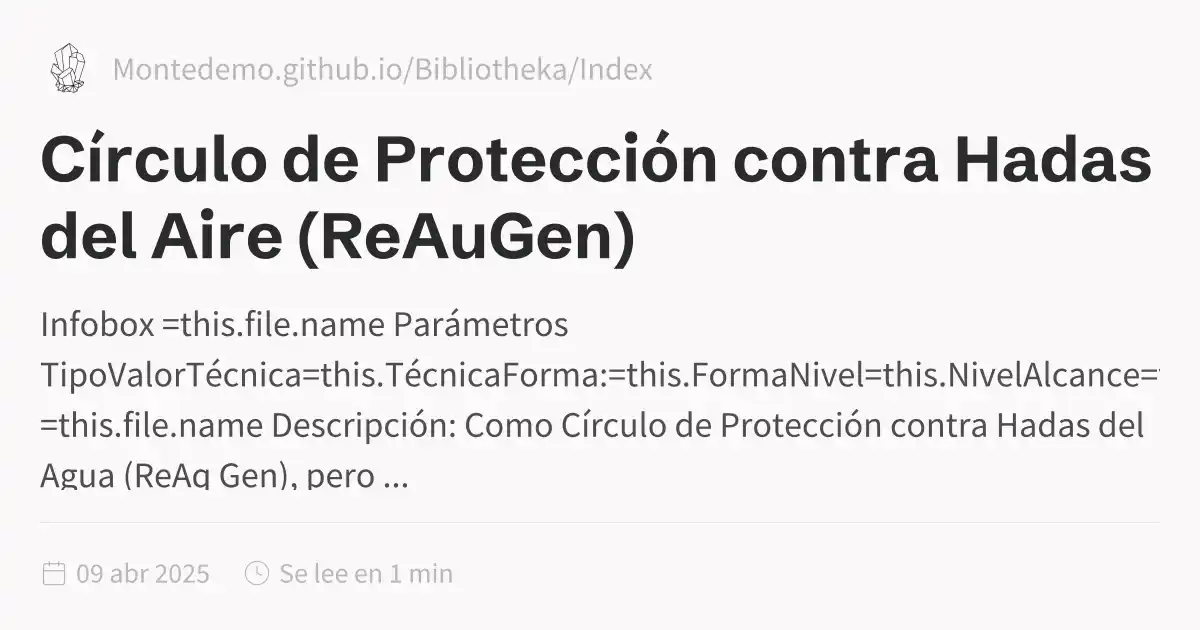 Montedemo.github.io/Bibliotheka/Index
Círculo de Protección contra Hadas
del Aire (ReAuGen)
Infobox =this.file.name Parámetros
TipoValorTécnica=this.TécnicaForma:=this.FormaNivel=this.NivelAlcance=
=this.file.name Descripción: Como Círculo de Protección contra Hadas del
Agua (ReAq Gen), pero ...
09 abr 2025
Se lee en 1 min